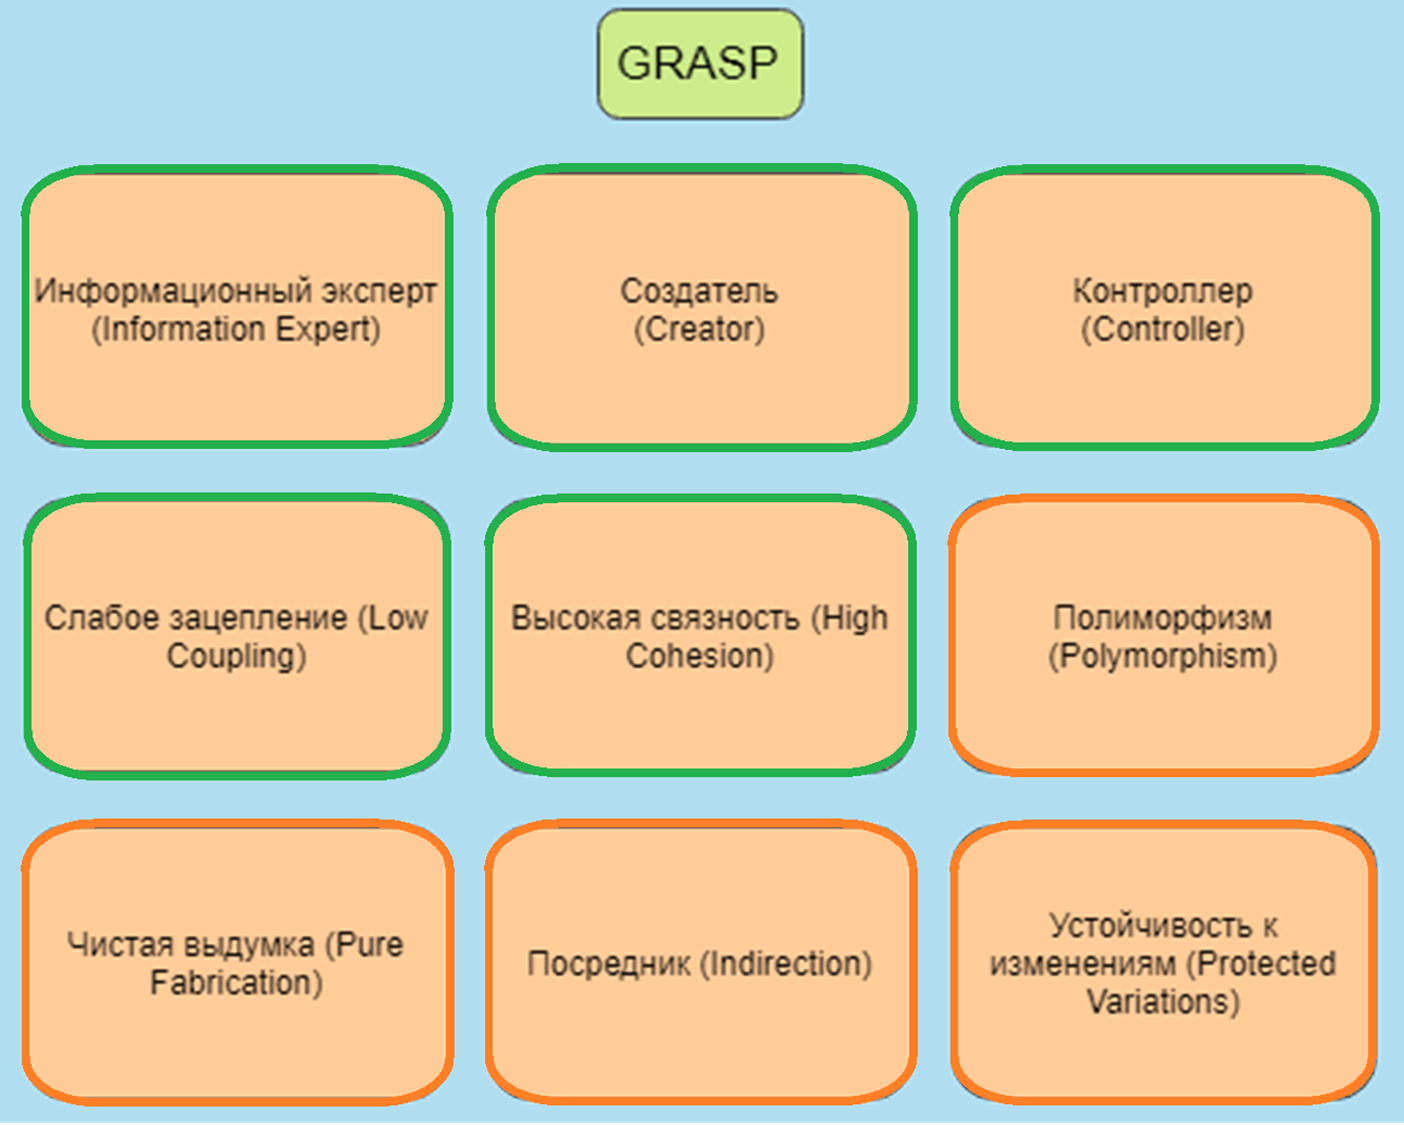 GRASP
Информационный эксперт
(Information Expert)
Создатель
(Creator)
Контроллер
(Controller)
Слабое зацепление (Low
Coupling)
Высокая связность (High
Cohesion)
Полиморфизм
(Polymorphism)
Чистая выдумка (Pure
Fabrication)
Посредник (Indirection)
Устойчивость к
изменениям (Protected
Variations)